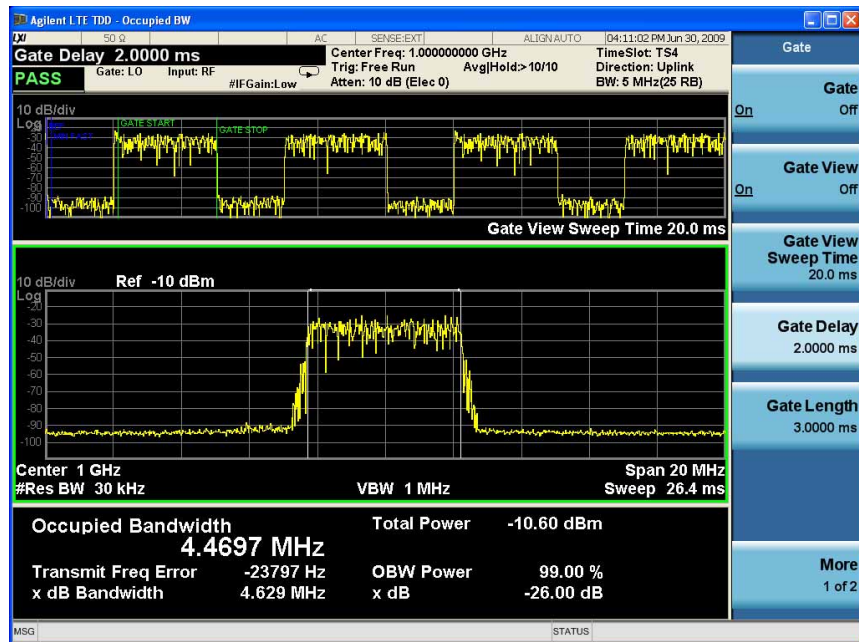 Agilent LTE TDD - Occupied BW
LXI 50 Ω AC SENSE:EXT ALIGN AUTO 04:11:02 PM Jun 30, 2009
Gate Delay 2.0000 ms
Center Freq: 1.000000000 GHz TimeSlot: TS4
Gate: LO Input: RF Trig: Free Run Avg|Hold:>10/10 Direction: Uplink
PASS #IFGain:Low Atten: 10 dB (Elec 0) BW: 5 MHz(25 RB)
10 dB/div
Log
GATE START
GATE STOP
-30
-40
-50
-60
-70
-80
-90
-100
Gate View Sweep Time 20.0 ms
10 dB/div Ref -10 dBm
Log
-20
-30
-40
-50
-60
-70
-80
-90
-100
Center 1 GHz Span 20 MHz
#Res BW 30 kHz VBW 1 MHz Sweep 26.4 ms
Occupied Bandwidth Total Power -10.60 dBm
4.4697 MHz
Transmit Freq Error -23797 Hz OBW Power 99.00 %
x dB Bandwidth 4.629 MHz x dB -26.00 dB
MSG STATUS
Gate
Gate
On Off
Gate View
On Off
Gate View
Sweep Time
20.0 ms
Gate Delay
2.0000 ms
Gate Length
3.0000 ms
More
1 of 2